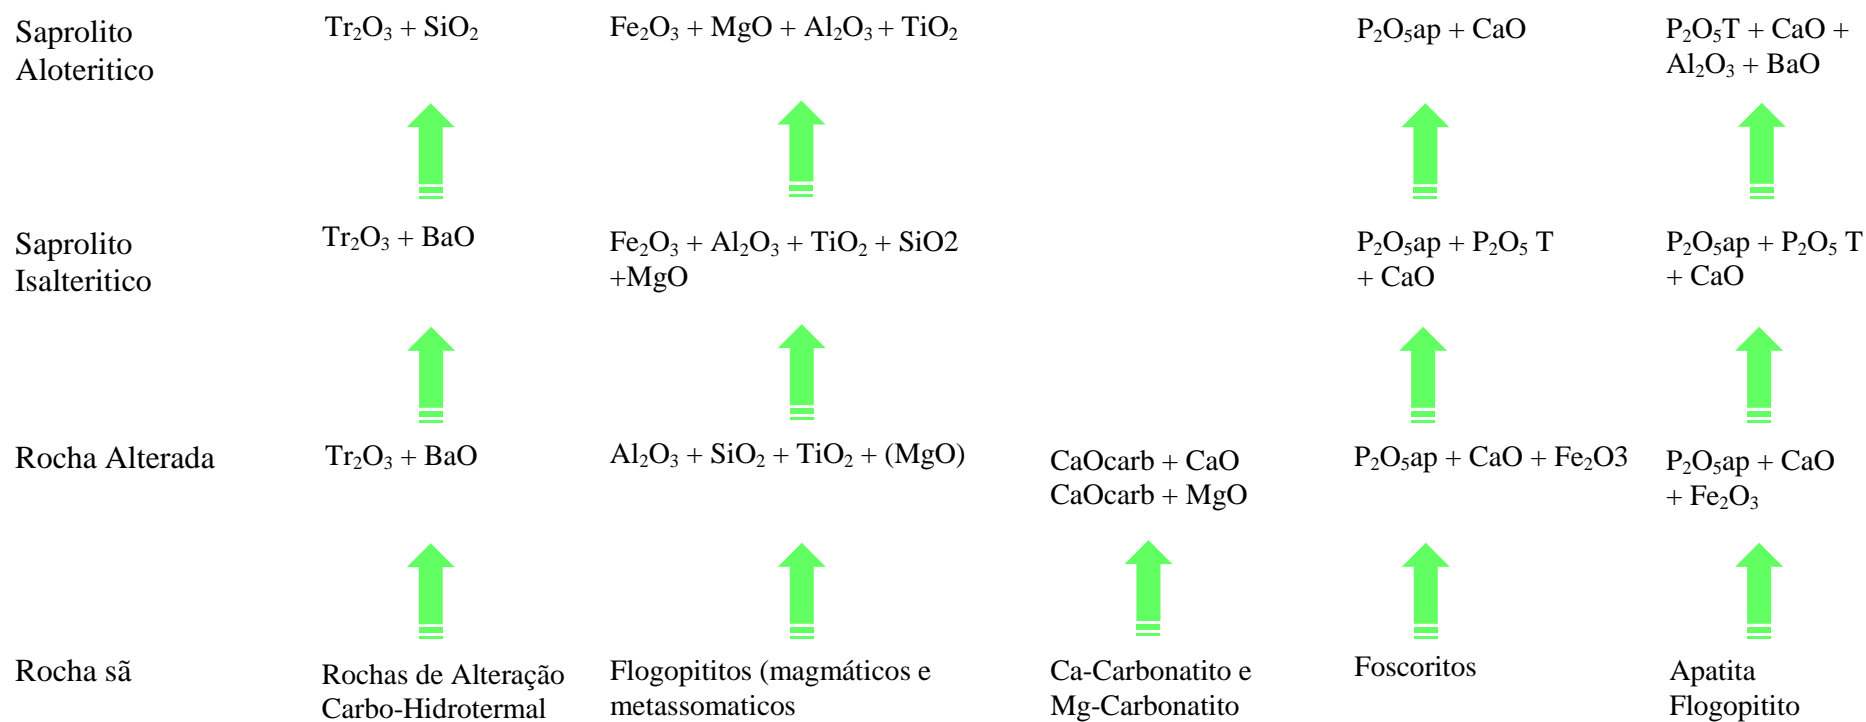 Saprolito
Aloteritico
Tr₂O₃ + SiO₂
Fe₂O₃ + MgO + Al₂O₃ + TiO₂
P₂O₅ap + CaO
P₂O₅T + CaO +
Al₂O₃ + BaO
Saprolito
Isalteritico
Tr₂O₃ + BaO
Fe₂O₃ + Al₂O₃ + TiO₂ + SiO2
+MgO
P₂O₅ap + P₂O₅ T
+ CaO
P₂O₅ap + P₂O₅ T
+ CaO
Rocha Alterada
Tr₂O₃ + BaO
Al₂O₃ + SiO₂ + TiO₂ + (MgO)
CaOcarb + CaO
CaOcarb + MgO
P₂O₅ap + CaO + Fe₂O3
P₂O₅ap + CaO
+ Fe₂O₃
Rocha sã
Rochas de Alteração
Carbo-Hidrotermal
Flogopititos (magmáticos e
metassomaticos
Ca-Carbonatito e
Mg-Carbonatito
Foscoritos
Apatita
Flogopitito